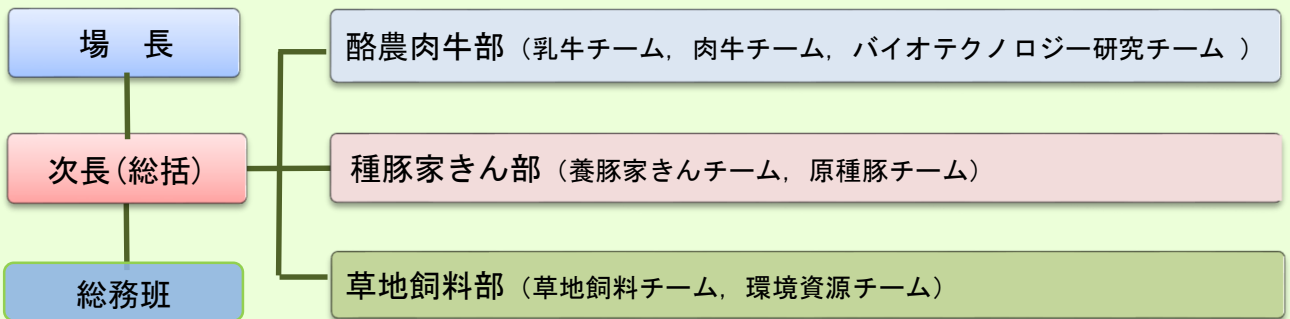 場　長
酪農肉牛部（乳牛チーム，肉牛チーム，バイオテクノロジー研究チーム ）
次長(総括)
種豚家きん部（養豚家きんチーム，原種豚チーム）
総務班
草地飼料部（草地飼料チーム，環境資源チーム）